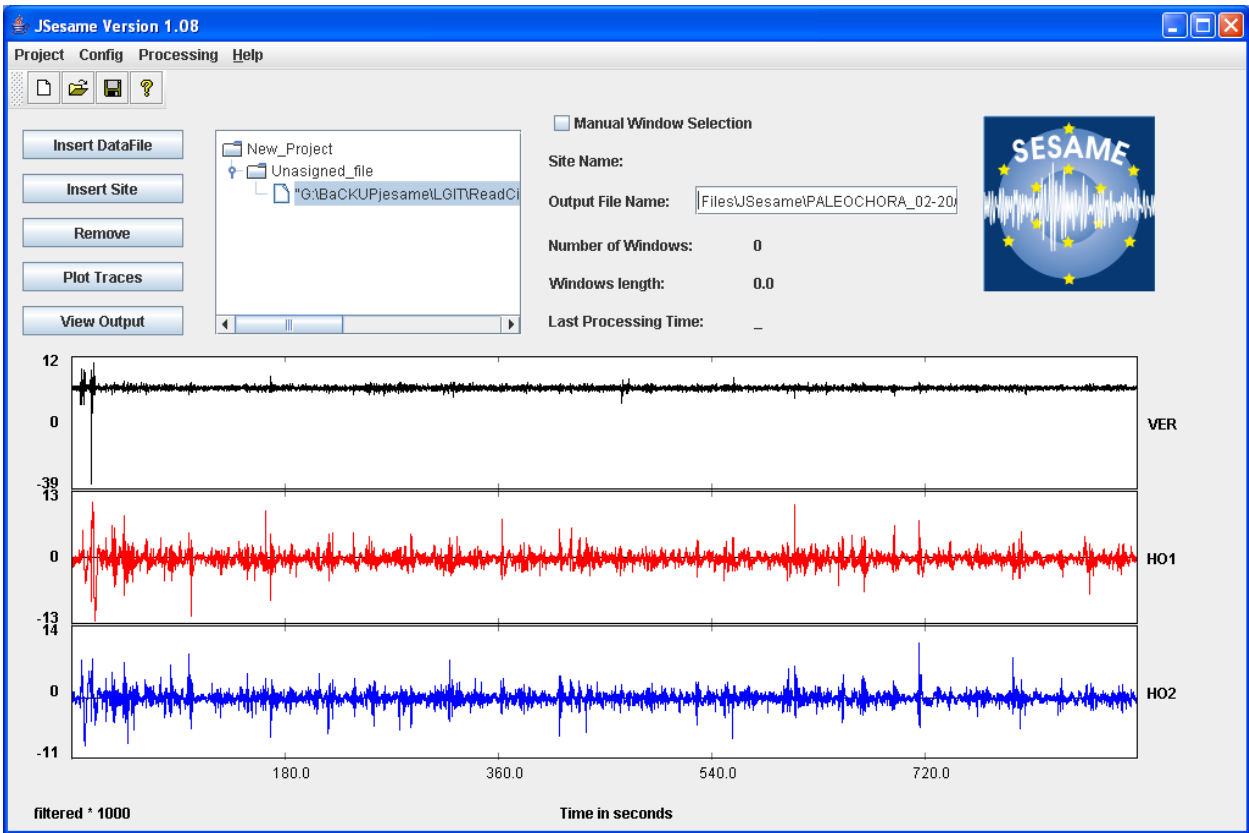 JSesame Version 1.08
Project Config Processing Help
Insert DataFile
Insert Site
Remove
Plot Traces
View Output
New_Project
Unasigned_file
"G:\BaCKUPjesame\LGIT\ReadCi
Manual Window Selection
Site Name:
Output File Name: Files\JSesame\PALEOCHORA_02-20/
Number of Windows: 0
Windows length: 0.0
Last Processing Time: _
SESAME
12
0
-39
VER
13
0
-13
HO1
14
0
-11
HO2
180.0 360.0 540.0 720.0
filtered * 1000 Time in seconds